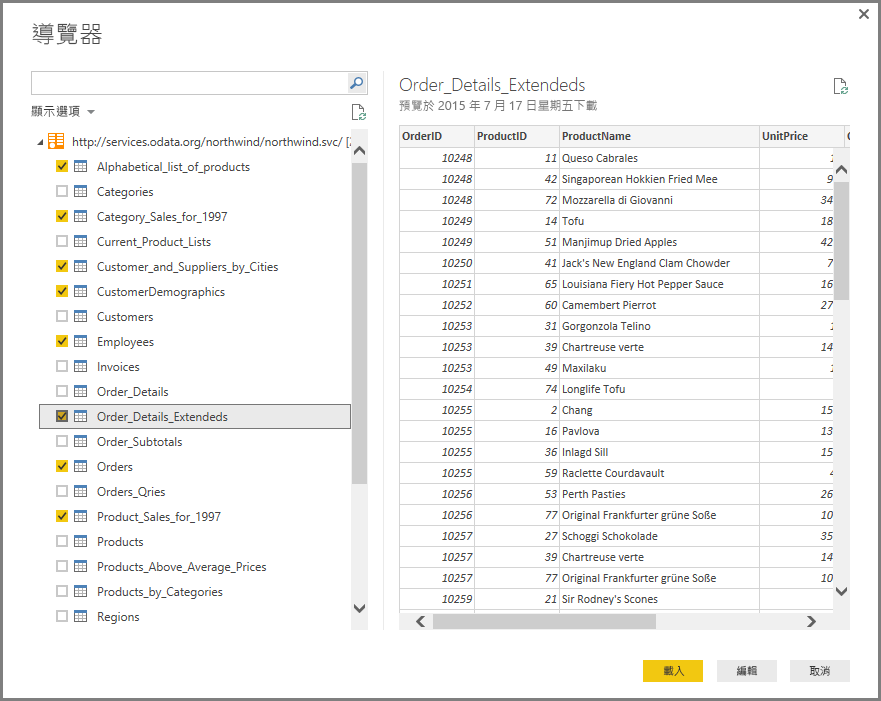 導覽器
顯示選項
http://services.odata.org/northwind/northwind.svc/
Alphabetical_list_of_products
Categories
Category_Sales_for_1997
Current_Product_Lists
Customer_and_Suppliers_by_Cities
CustomerDemographics
Customers
Employees
Invoices
Order_Details
Order_Details_Extendeds
Order_Subtotals
Orders
Orders_Qries
Product_Sales_for_1997
Products
Products_Above_Average_Prices
Products_by_Categories
Regions
Order_Details_Extendeds
預覽於 2015 年 7 月 17 日星期五下載
OrderID ProductID ProductName UnitPrice
10248 11 Queso Cabrales
10248 42 Singaporean Hokkien Fried Mee 9
10248 72 Mozzarella di Giovanni 34
10249 14 Tofu 18
10249 51 Manjimup Dried Apples 42
10250 41 Jack's New England Clam Chowder 7
10251 65 Louisiana Fiery Hot Pepper Sauce 16
10252 60 Camembert Pierrot 27
10253 31 Gorgonzola Telino
10253 39 Chartreuse verte 14
10253 49 Maxilaku
10254 74 Longlife Tofu
10255 2 Chang 15
10255 16 Pavlova 13
10255 36 Inlagd Sill 15
10255 59 Raclette Courdavault
10256 53 Perth Pasties 26
10256 77 Original Frankfurter grüne Soße 10
10257 27 Schoggi Schokolade 35
10257 39 Chartreuse verte 14
10257 77 Original Frankfurter grüne Soße 10
10259 21 Sir Rodney's Scones
載入 編輯 取消